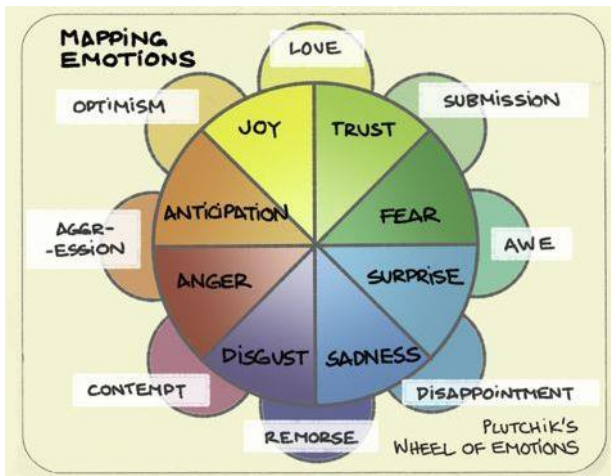 MAPPING
EMOTIONS
LOVE
OPTIMISM
SUBMISSION
JOY
TRUST
ANTICIPATION
FEAR
AGGR-
-ESSION
AWE
ANGER
SURPRISE
DISGUST
SADNESS
CONTEMPT
DISAPPOINTMENT
REMORSE
PLUTCHIK'S
WHEEL OF EMOTIONS